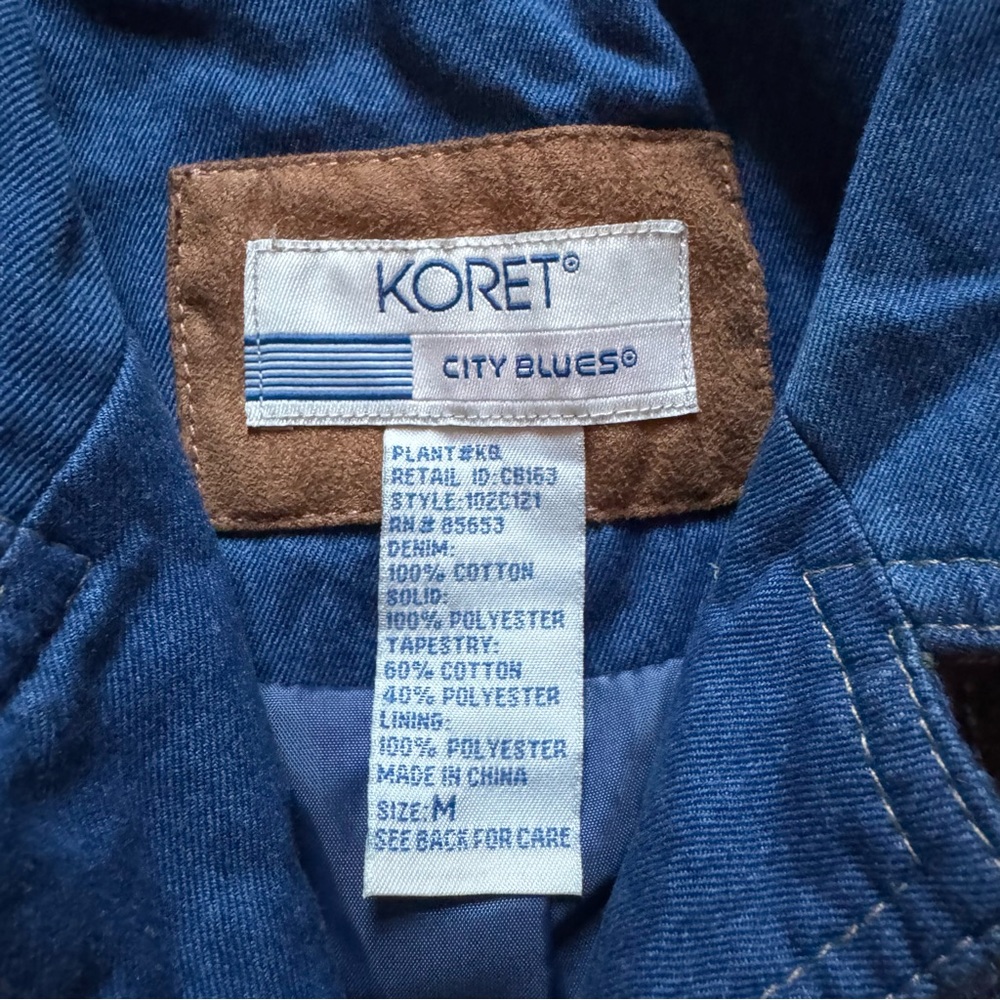 KORET®
CITY BLUES®
PLANT#KQ
RETAIL ID:CB163
STYLE:102C121
RN# 85653
DENIM:
100% COTTON
SOLID:
100% POLYESTER
TAPESTRY:
60% COTTON
40% POLYESTER
LINING:
100% POLYESTER
MADE IN CHINA
SIZE:M
SEE BACK FOR CARE